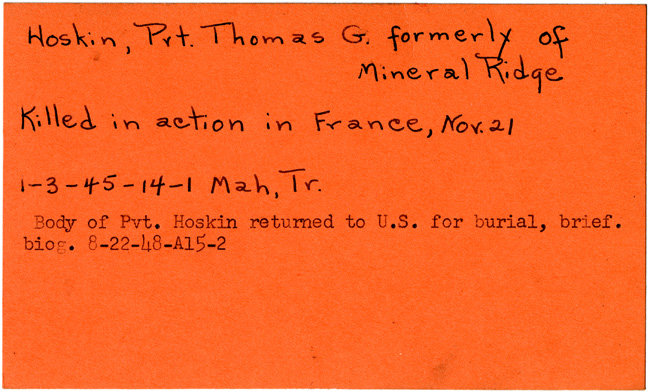 Hoskin, Pvt. Thomas G. formerly of
Mineral Ridge
Killed in action in France, Nov. 21
1-3-45-14-1 Mah, Tr.
Body of Pvt. Hoskin returned to U.S. for burial, brief.
biog. 8-22-48-A15-2